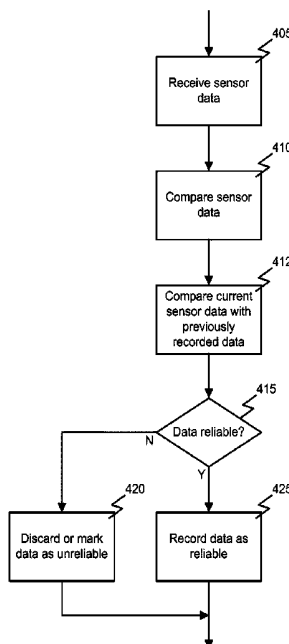 405
Receive sensor
data
410
Compare sensor
data
412
Compare current
sensor data with
previously
recorded data
415
Data reliable?
N
Y
420
425
Discard or mark
data as unreliable
Record data as
reliable